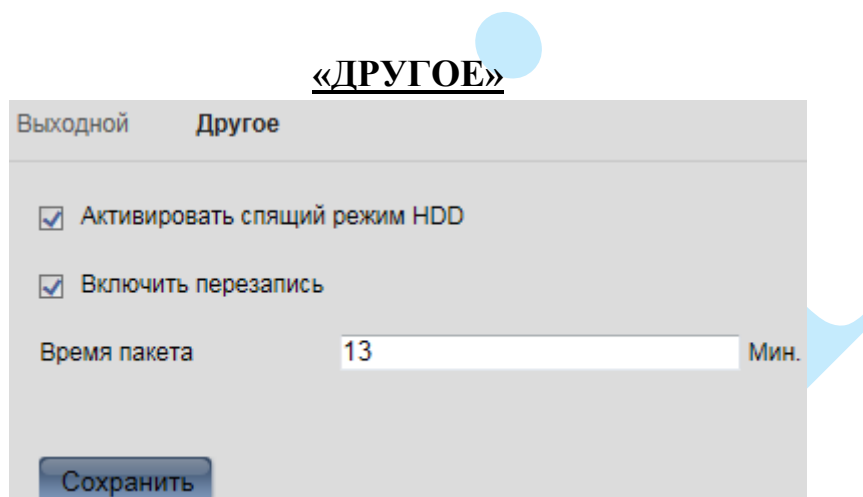 «ДРУГОЕ»
Выходной Другое
Активировать спящий режим HDD
Включить перезапись
Время пакета 13 Мин.
Сохранить